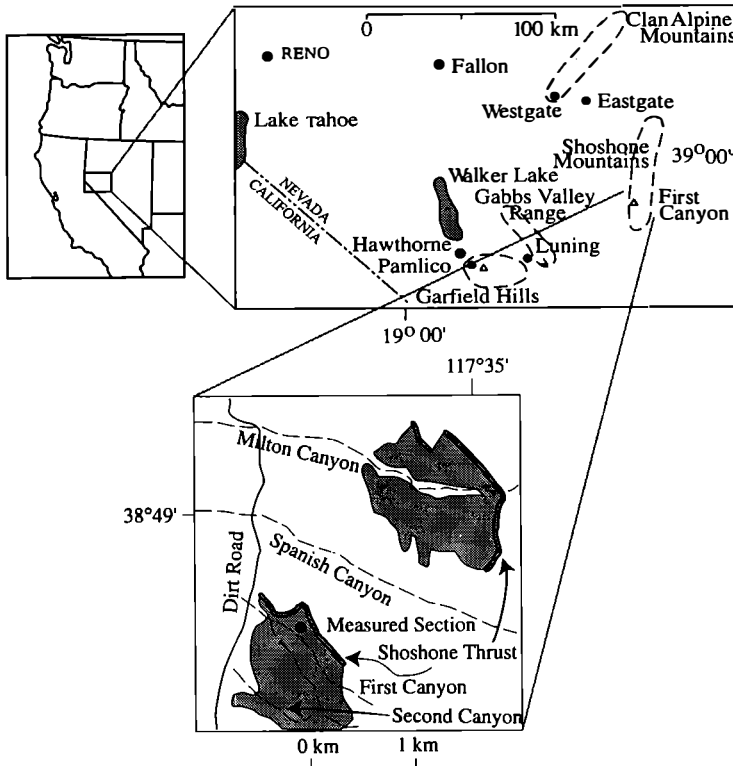 0 100 km
Clan Alpine
Mountains
RENO
Fallon
Westgate
Eastgate
Lake Tahoe
Shoshone
Mountains
39° 00'
Walker Lake
NEVADA
CALIFORNIA
Gabbs Valley
Range
First
Canyon
Hawthorne
Luning
Pamlico
Garfield Hills
19° 00'
117°35'
Milton Canyon
38°49'
Spanish Canyon
Dirt Road
Measured Section
Shoshone Thrust
First Canyon
Second Canyon
0 km 1 km